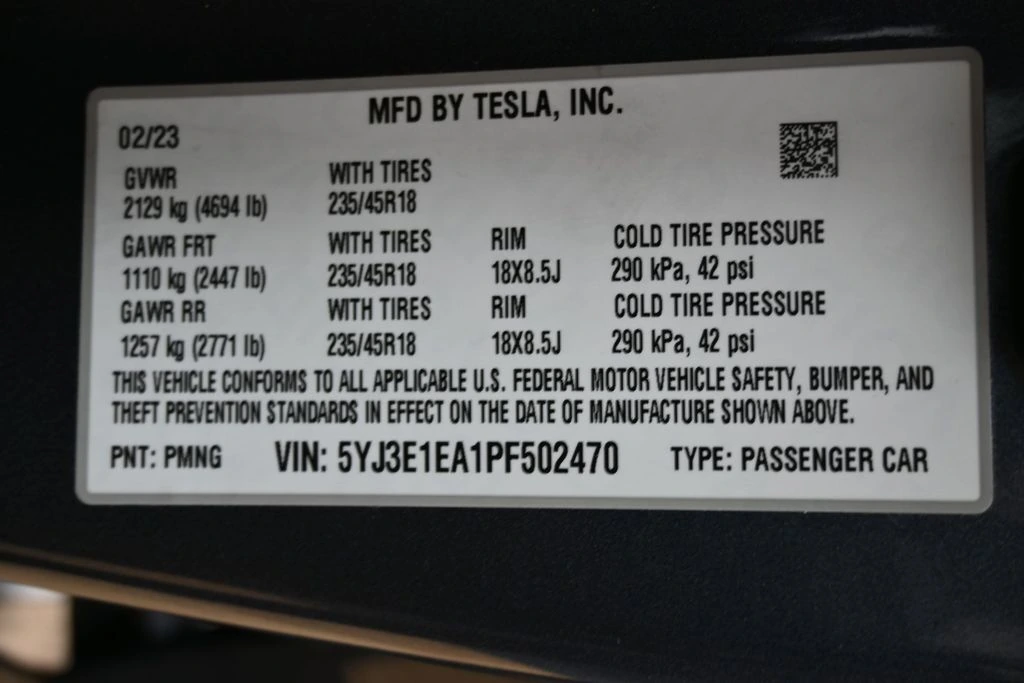 MFD BY TESLA, INC.
02/23
GVWR WITH TIRES
2129 kg (4694 lb) 235/45R18
GAWR FRT WITH TIRES RIM COLD TIRE PRESSURE
1110 kg (2447 lb) 235/45R18 18X8.5J 290 kPa, 42 psi
GAWR RR WITH TIRES RIM COLD TIRE PRESSURE
1257 kg (2771 lb) 235/45R18 18X8.5J 290 kPa, 42 psi
THIS VEHICLE CONFORMS TO ALL APPLICABLE U.S. FEDERAL MOTOR VEHICLE SAFETY, BUMPER, AND
THEFT PREVENTION STANDARDS IN EFFECT ON THE DATE OF MANUFACTURE SHOWN ABOVE.
PNT: PMNG VIN: 5YJ3E1EA1PF502470 TYPE: PASSENGER CAR